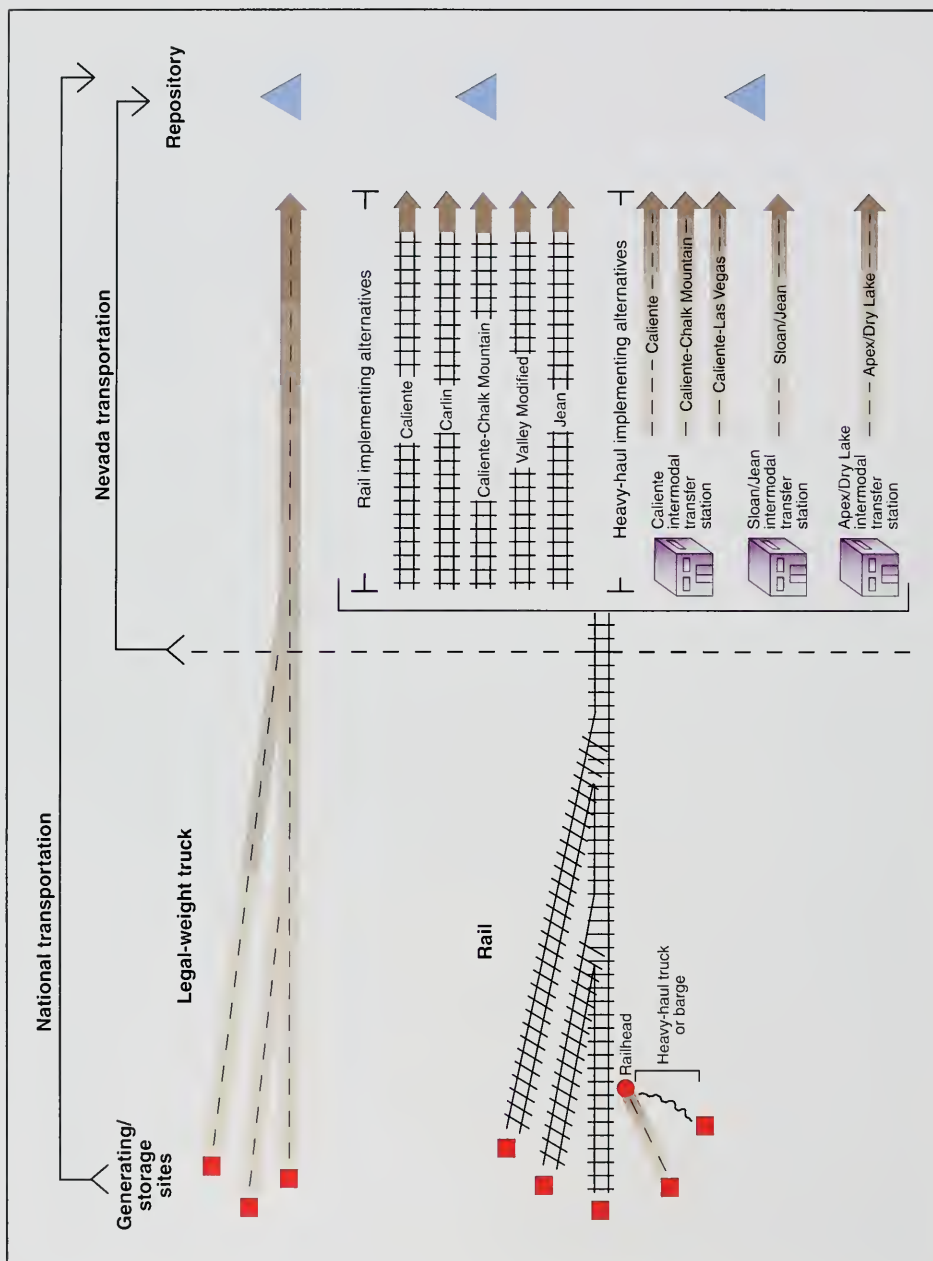 National transportation
Nevada transportation
Generating/
storage
sites
Repository
Legal-weight truck
Rail
Railhead
Heavy-haul truck
or barge
Rail implementing alternatives
Caliente
Carlin
Caliente-Chalk Mountain
Valley Modified
Jean
Heavy-haul implementing alternatives
Caliente
intermodal
transfer
station
Caliente
Caliente-Chalk Mountain
Caliente-Las Vegas
Sloan/Jean
intermodal
transfer
station
Sloan/Jean
Apex/Dry Lake
intermodal
transfer
station
Apex/Dry Lake